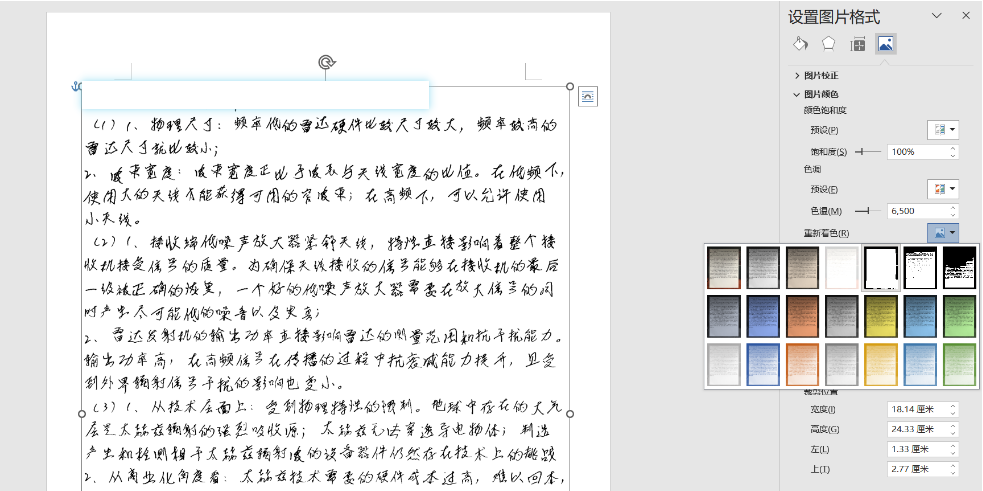 设置图片格式
图片校正
图片颜色
颜色饱和度
预设(P)
饱和度(S) 100%
色调
预设(E)
色温(M) 6,500
重新着色(R)
裁剪位置
宽度(I) 18.14 厘米
高度(G) 24.33 厘米
左(L) 1.33 厘米
上(T) 2.77 厘米
(1) 1、物理尺寸：频率低的雷达硬件比较尺寸放大，频率较高的
雷达尺寸就比较小；
2、波束宽度：波束宽度正比于波长与天线宽度的比值。在低频下，
使用大的天线才能获得可用的窄波束；在高频下，可以允许使用
小天线。
(2) 1、接收端低噪声放大器紧邻天线，特性直接影响着整个接
收机接受信号的质量。为确保天线接收的信号能够在接收机的最后
一级被正确的，一个好的低噪声放大器需要在放大信号的同
时产生尽可能低的噪音以及失真；
2、雷达发射机的输出功率直接影响雷达的测量范围和抗干扰能力。
输出功率高，在高频信号在传播的过程中抗衰减能力提升，且受
到外界辐射信号干扰的影响也变小。
(3) 1、从技术层面上：受到物理特性的限制。地球中存在的大气
层是太赫兹辐射的强烈吸收源；太赫兹无法穿透导电物体；制造
产生和检测相干太赫兹辐射波的设备器件仍然存在技术上的挑战
2、从商业化角度看：太赫兹技术需要的硬件成本过高，难以回本，